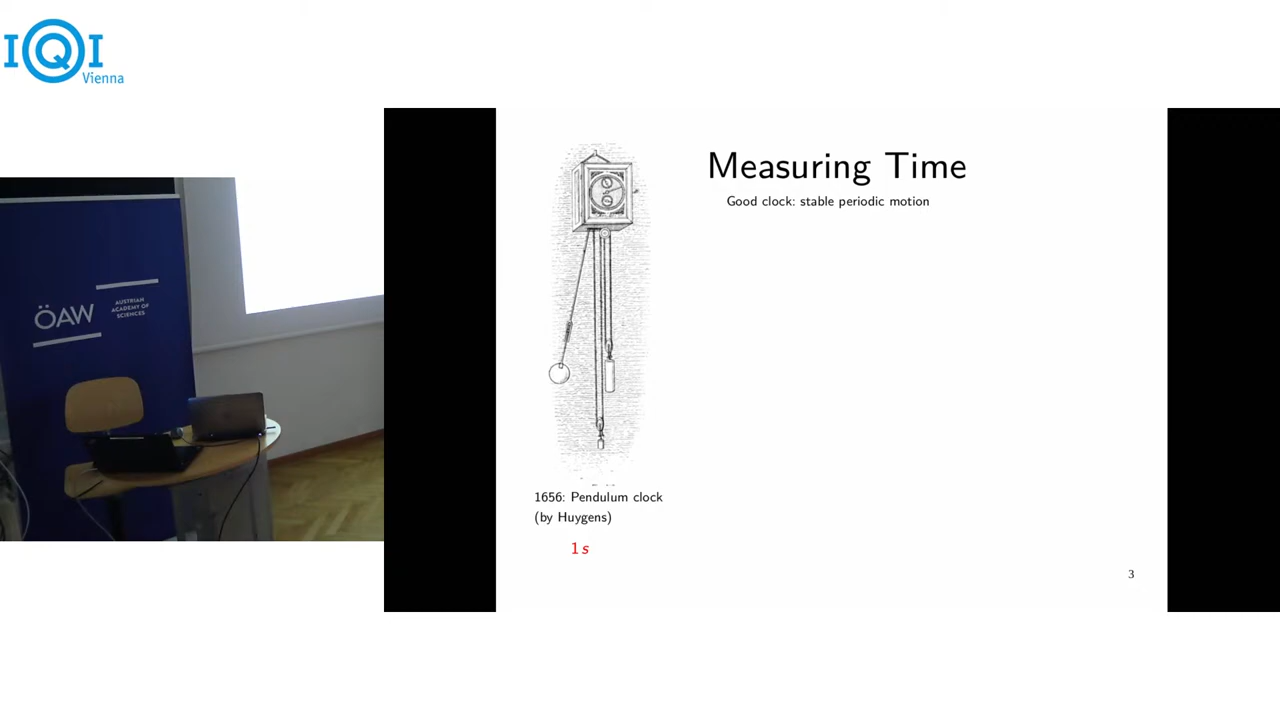 IQI
Vienna
ÖAW
AUSTRIAN
ACADEMY OF
SCIENCES
Measuring Time
Good clock: stable periodic motion
1656: Pendulum clock
(by Huygens)
1 s
3